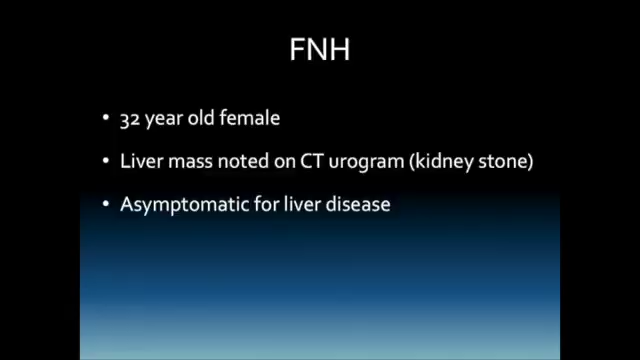 FNH
• 32 year old female
• Liver mass noted on CT urogram (kidney stone)
• Asymptomatic for liver disease